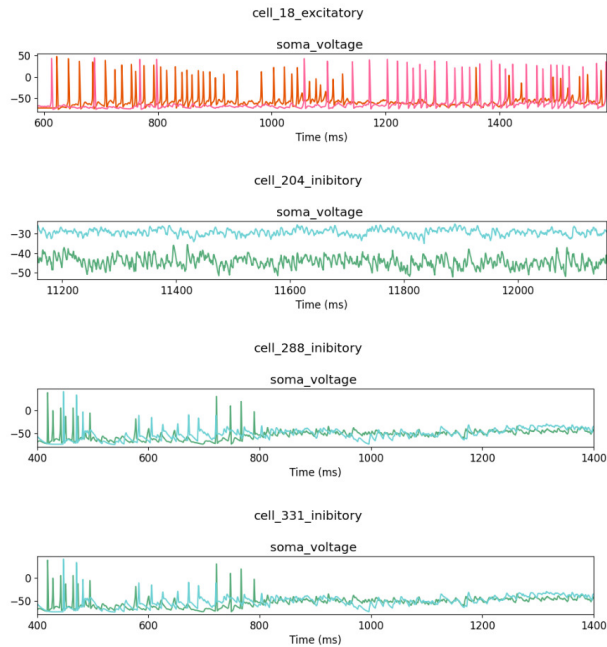 cell_18_excitatory
soma_voltage
50
0
−50
600 800 1000 1200 1400
Time (ms)
cell_204_inibitory
soma_voltage
−30
−40
−50
11200 11400 11600 11800 12000
Time (ms)
cell_288_inibitory
soma_voltage
0
−50
400 600 800 1000 1200 1400
Time (ms)
cell_331_inibitory
soma_voltage
0
−50
400 600 800 1000 1200 1400
Time (ms)